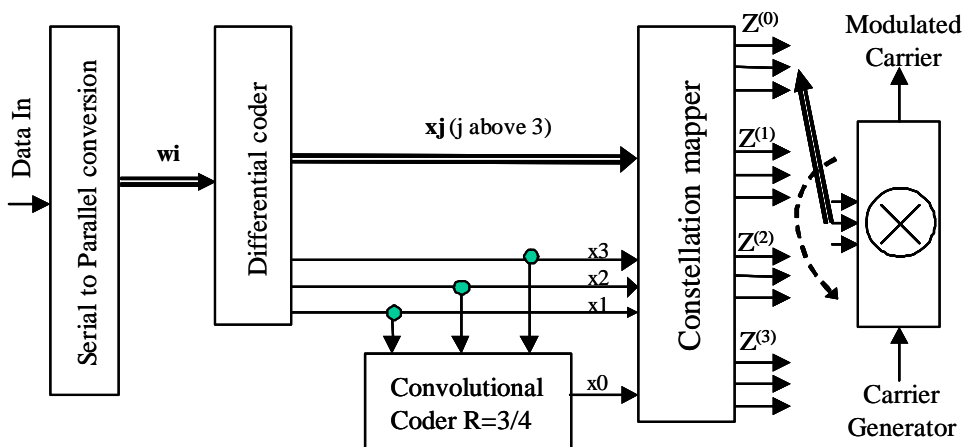 Data In
Serial to Parallel conversion
wi
Differential coder
xj (j above 3)
x3
x2
x1
Convolutional
Coder R=3/4
x0
Constellation mapper
Z(0)
Z(1)
Z(2)
Z(3)
Modulated
Carrier
Carrier
Generator